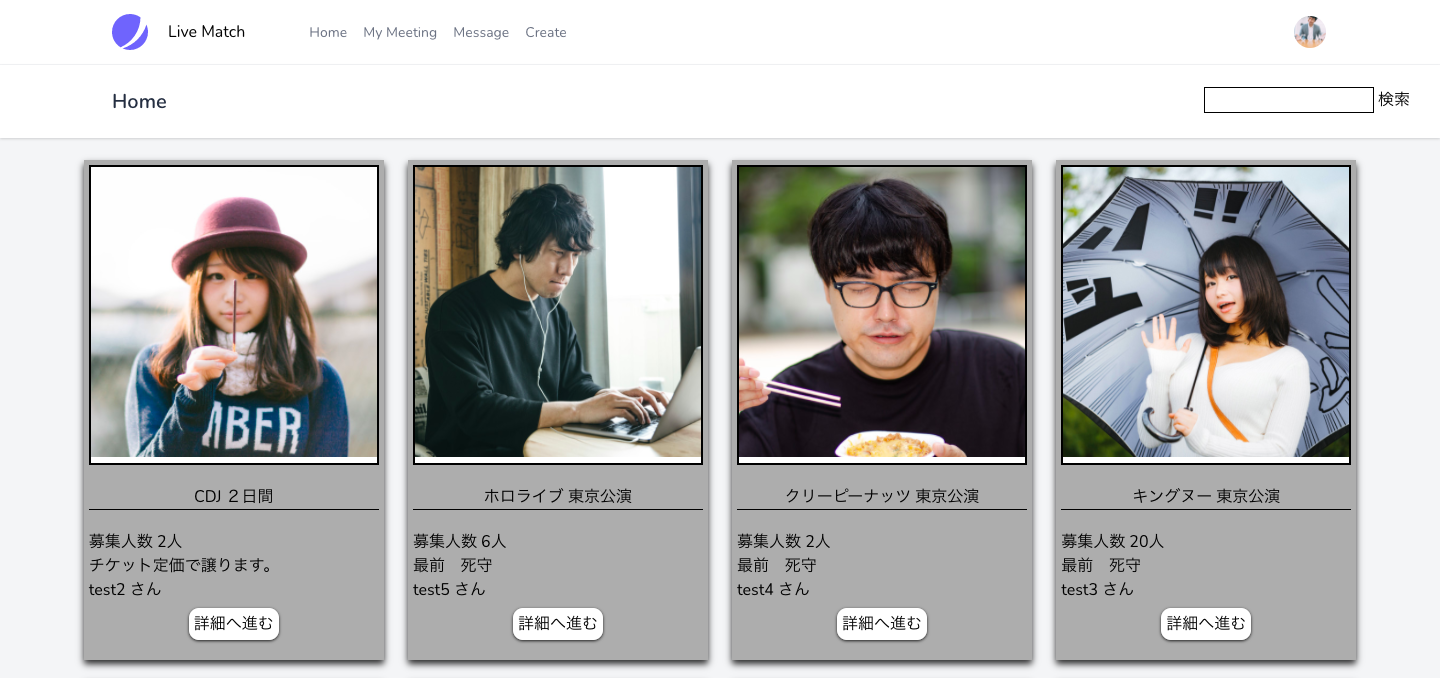 Live Match
Home My Meeting Message Create
Home
検索
MBER
CDJ ２日間
募集人数 2人
チケット定価で譲ります。
test2 さん
詳細へ進む
ホロライブ 東京公演
募集人数 6人
最前　死守
test5 さん
詳細へ進む
クリーピーナッツ 東京公演
募集人数 2人
最前　死守
test4 さん
詳細へ進む
キングヌー 東京公演
募集人数 20人
最前　死守
test3 さん
詳細へ進む